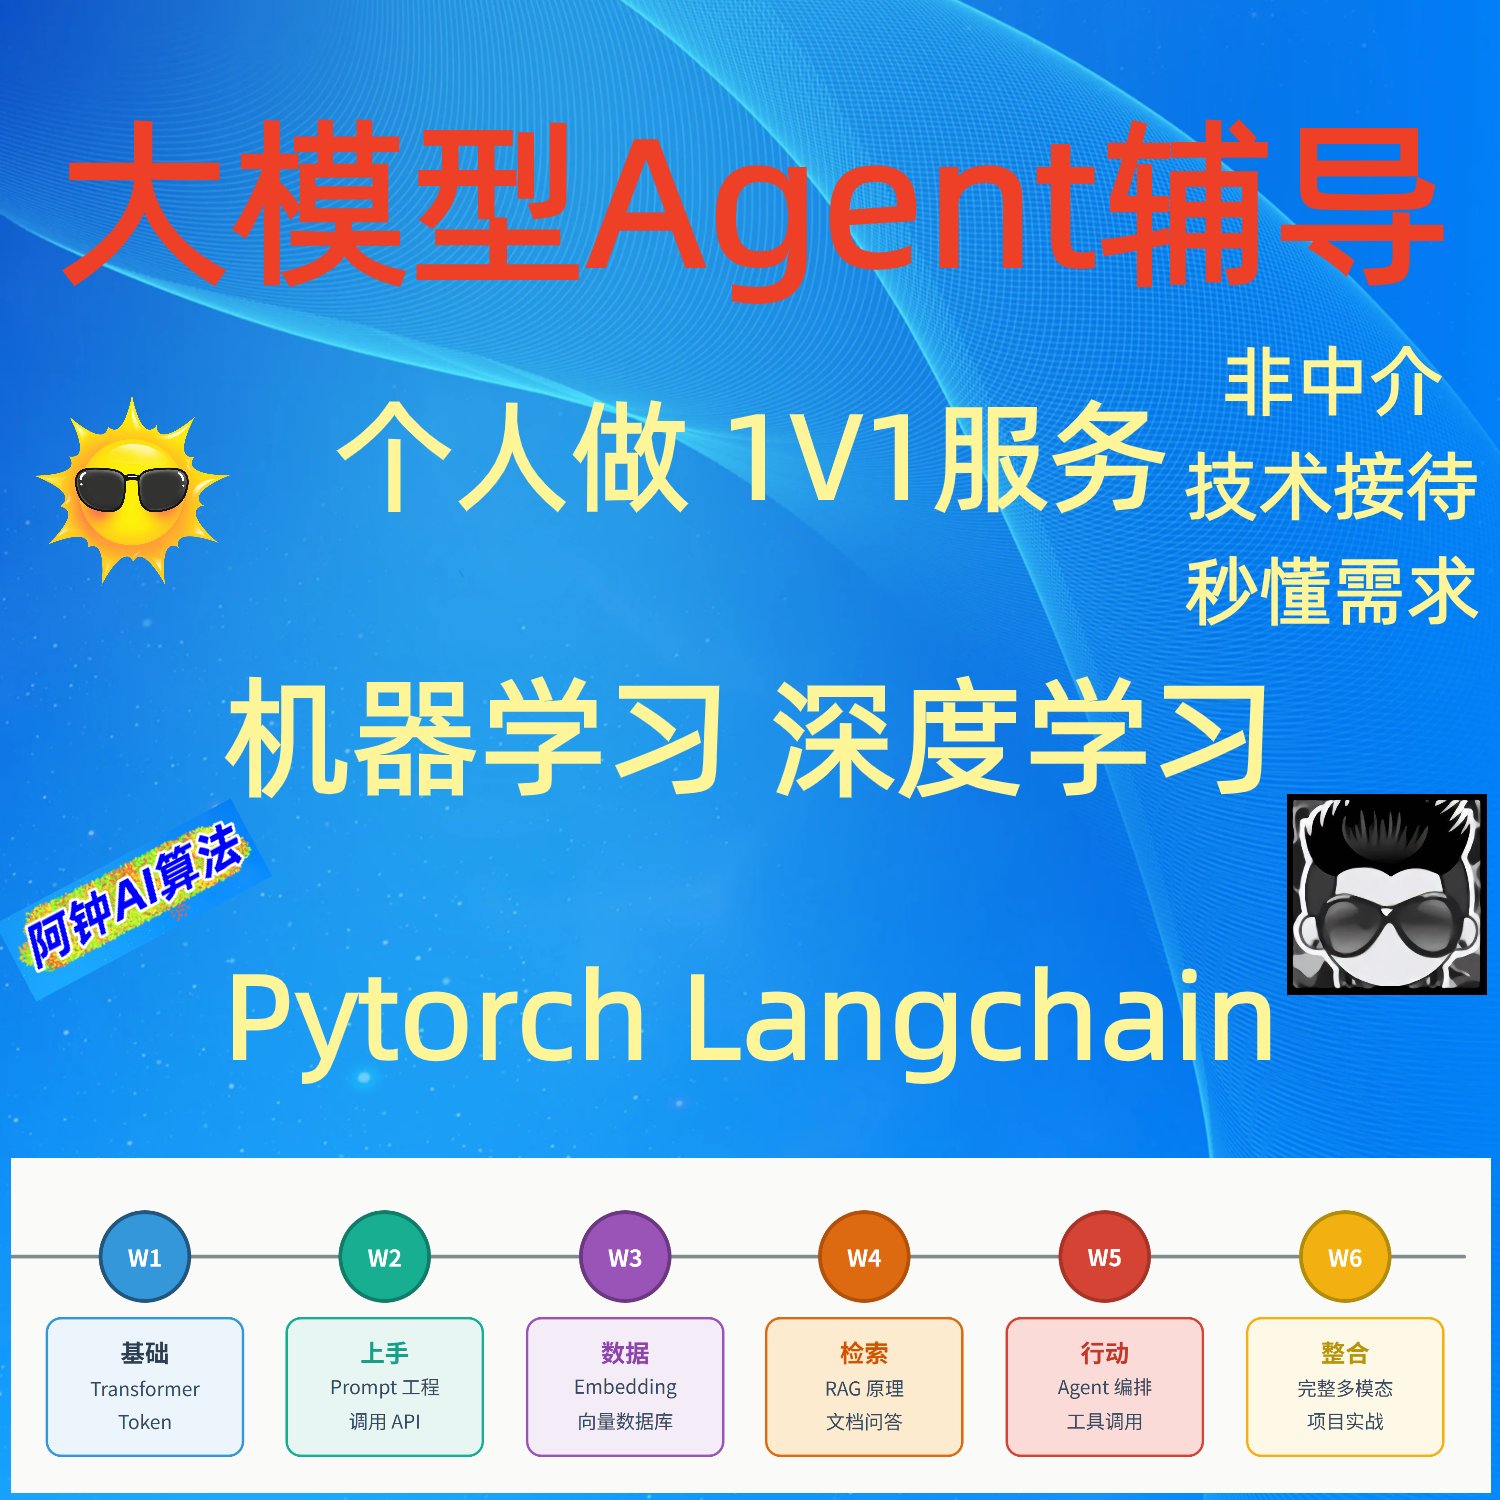 大模型Agent辅导
个人做 1V1服务
非中介
技术接待
秒懂需求
机器学习 深度学习
阿钟AI算法
Pytorch Langchain
W1
W2
W3
W4
W5
W6
基础
Transformer
Token
上手
Prompt 工程
调用 API
数据
Embedding
向量数据库
检索
RAG 原理
文档问答
行动
Agent 编排
工具调用
整合
完整多模态
项目实战